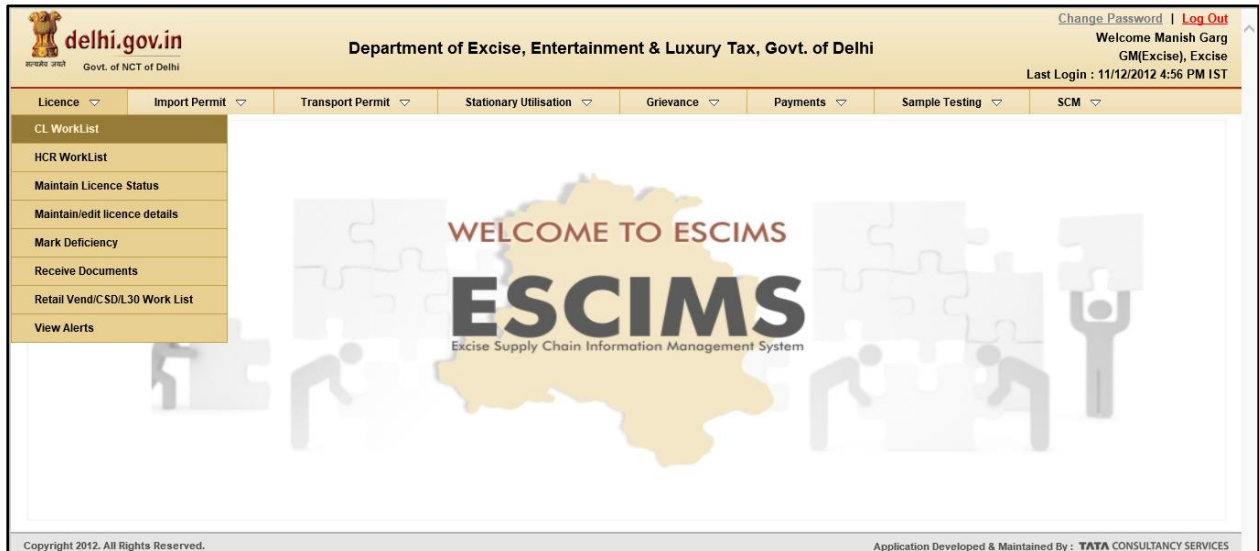 Change Password | Log Out
delhi.gov.in
सत्यमेव जयते
Govt. of NCT of Delhi
Department of Excise, Entertainment & Luxury Tax, Govt. of Delhi
Welcome Manish Garg
GM(Excise), Excise
Last Login : 11/12/2012 4:56 PM IST
Licence Import Permit Transport Permit Stationary Utilisation Grievance Payments Sample Testing SCM
CL WorkList
HCR WorkList
Maintain Licence Status
Maintain/edit licence details
Mark Deficiency
Receive Documents
Retail Vend/CSD/L30 Work List
View Alerts
WELCOME TO ESCIMS
ESCIMS
Excise Supply Chain Information Management System
Copyright 2012. All Rights Reserved. Application Developed & Maintained By : TATA CONSULTANCY SERVICES